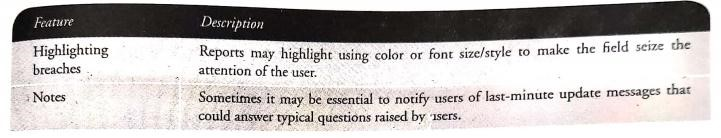 Feature Description
Highlighting Reports may highlight using color or font size/style to make the field seize the
breaches attention of the user.
Notes Sometimes it may be essential to notify users of last-minute update messages that
could answer typical questions raised by users.